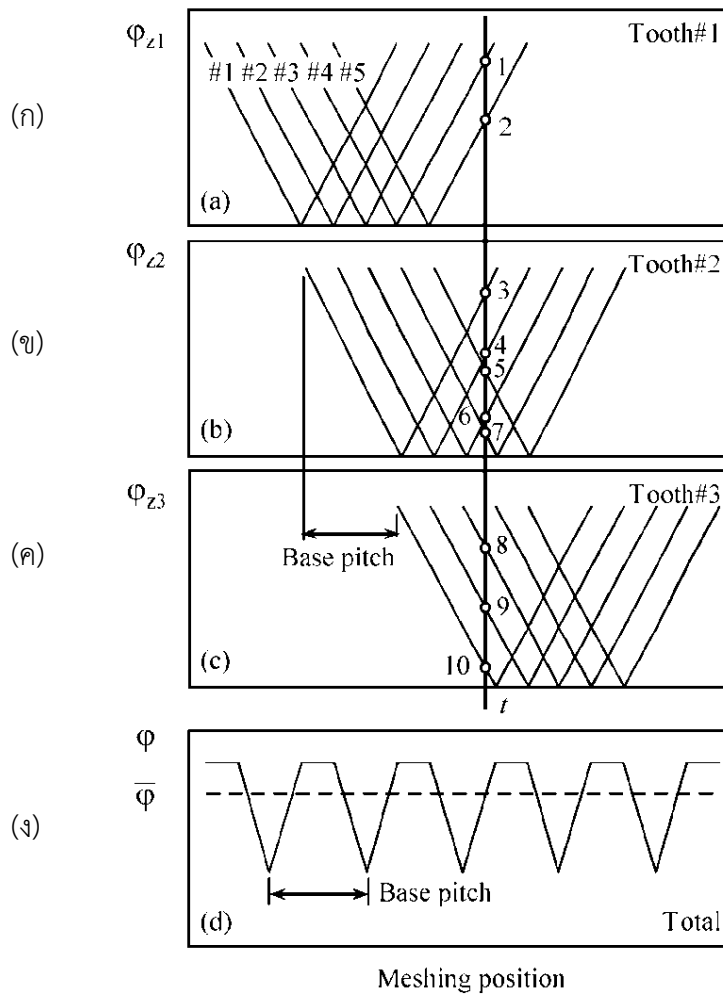 φz1
Tooth#1
#1 #2 #3 #4 #5
1
2
(ก)
(a)
φz2
Tooth#2
3
4
5
6
7
(ข)
(b)
φz3
Tooth#3
Base pitch
8
9
10
(ค)
(c)
t
φ
φ̅
(ง)
Base pitch
(d)
Total
Meshing position